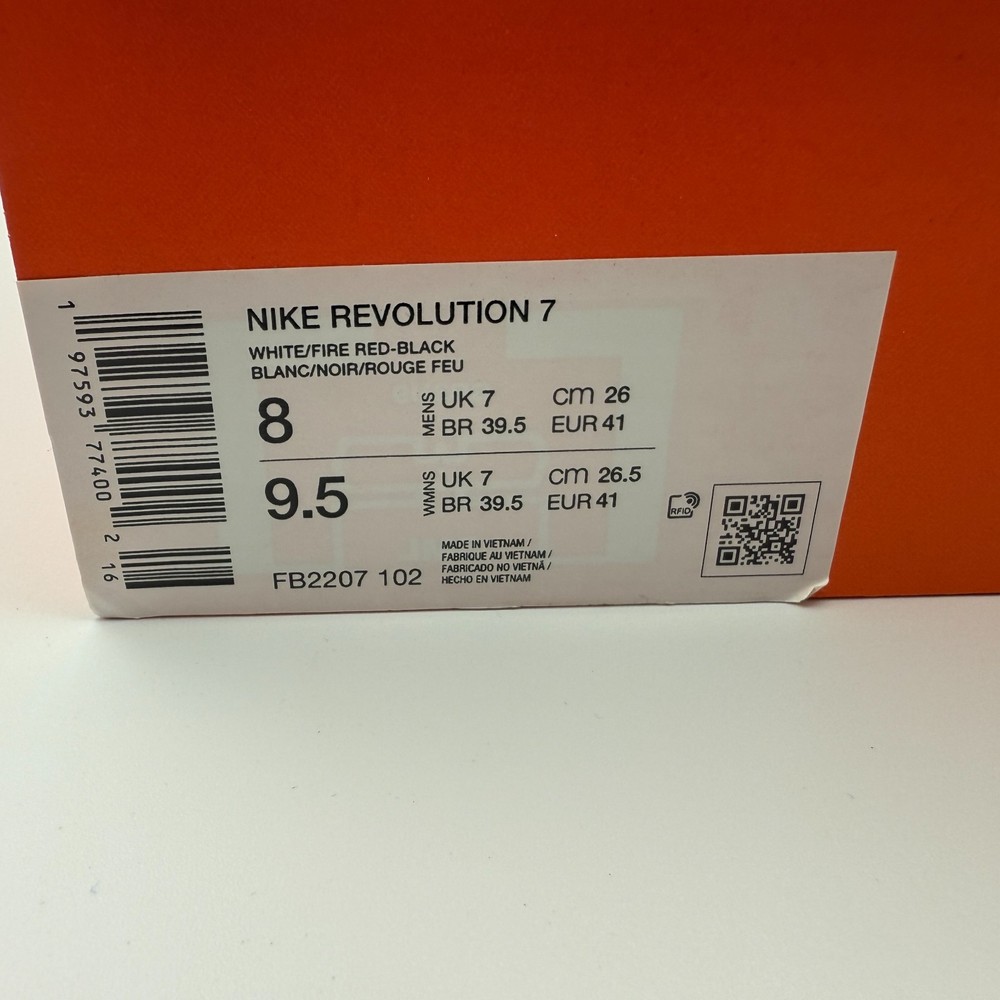 NIKE REVOLUTION 7
WHITE/FIRE RED-BLACK
BLANC/NOIR/ROUGE FEU
8 MENS UK 7 cm 26
BR 39.5 EUR 41
9.5 WMNS UK 7 cm 26.5
BR 39.5 EUR 41
RFID
MADE IN VIETNAM /
FABRIQUE AU VIETNAM /
FABRICADO NO VIETNÃ /
HECHO EN VIETNAM
FB2207 102
1 97593 77400 2 16